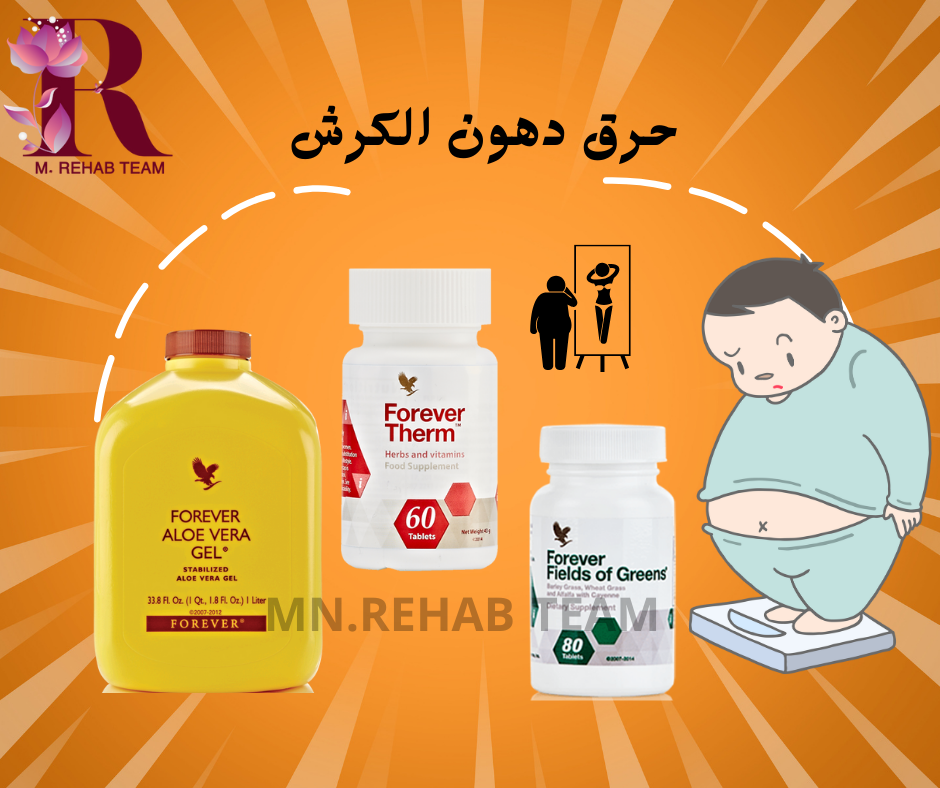 R
M. REHAB TEAM
حرق دهون الكرش
FOREVER
ALOE VERA
GEL®
STABILIZED
ALOE VERA GEL
33.8 Fl. Oz. (1 Qt., 1.8 Fl. Oz.) 1 Liter
©2007-2012
FOREVER®
Forever
Therm™
Herbs and vitamins
Food Supplement
60
Tablets
Net Weight
Forever
Fields of Greens®
Barley Grass, Wheat Grass
and Alfalfa with Cayenne
Dietary Supplement
80
Tablets
©2007-2014
MN.REHAB TEAM